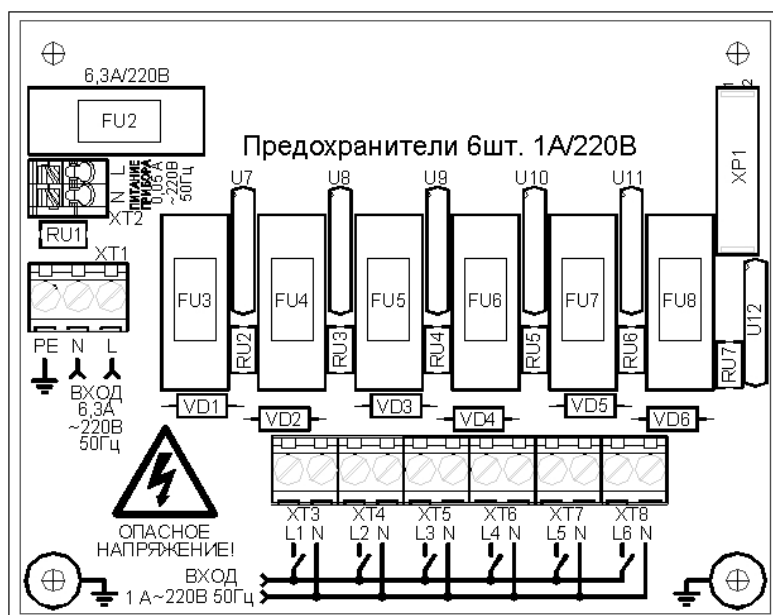 6,3А/220В
FU2
Предохранители 6шт. 1А/220В
1 2
XP1
L
N
ПИТАНИЕ
ПРИБОРА
0,05 А
~220В
50Гц
XT2
RU1
XT1
U7 U8 U9 U10 U11
FU3 FU4 FU5 FU6 FU7 FU8
U12
RU2 RU3 RU4 RU5 RU6 RU7
PE N L
ВХОД
6,3А
~220В
50Гц
VD1 VD2 VD3 VD4 VD5 VD6
ОПАСНОЕ
НАПРЯЖЕНИЕ!
XT3 XT4 XT5 XT6 XT7 XT8
L1 N L2 N L3 N L4 N L5 N L6 N
ВХОД
1 А~220В 50Гц